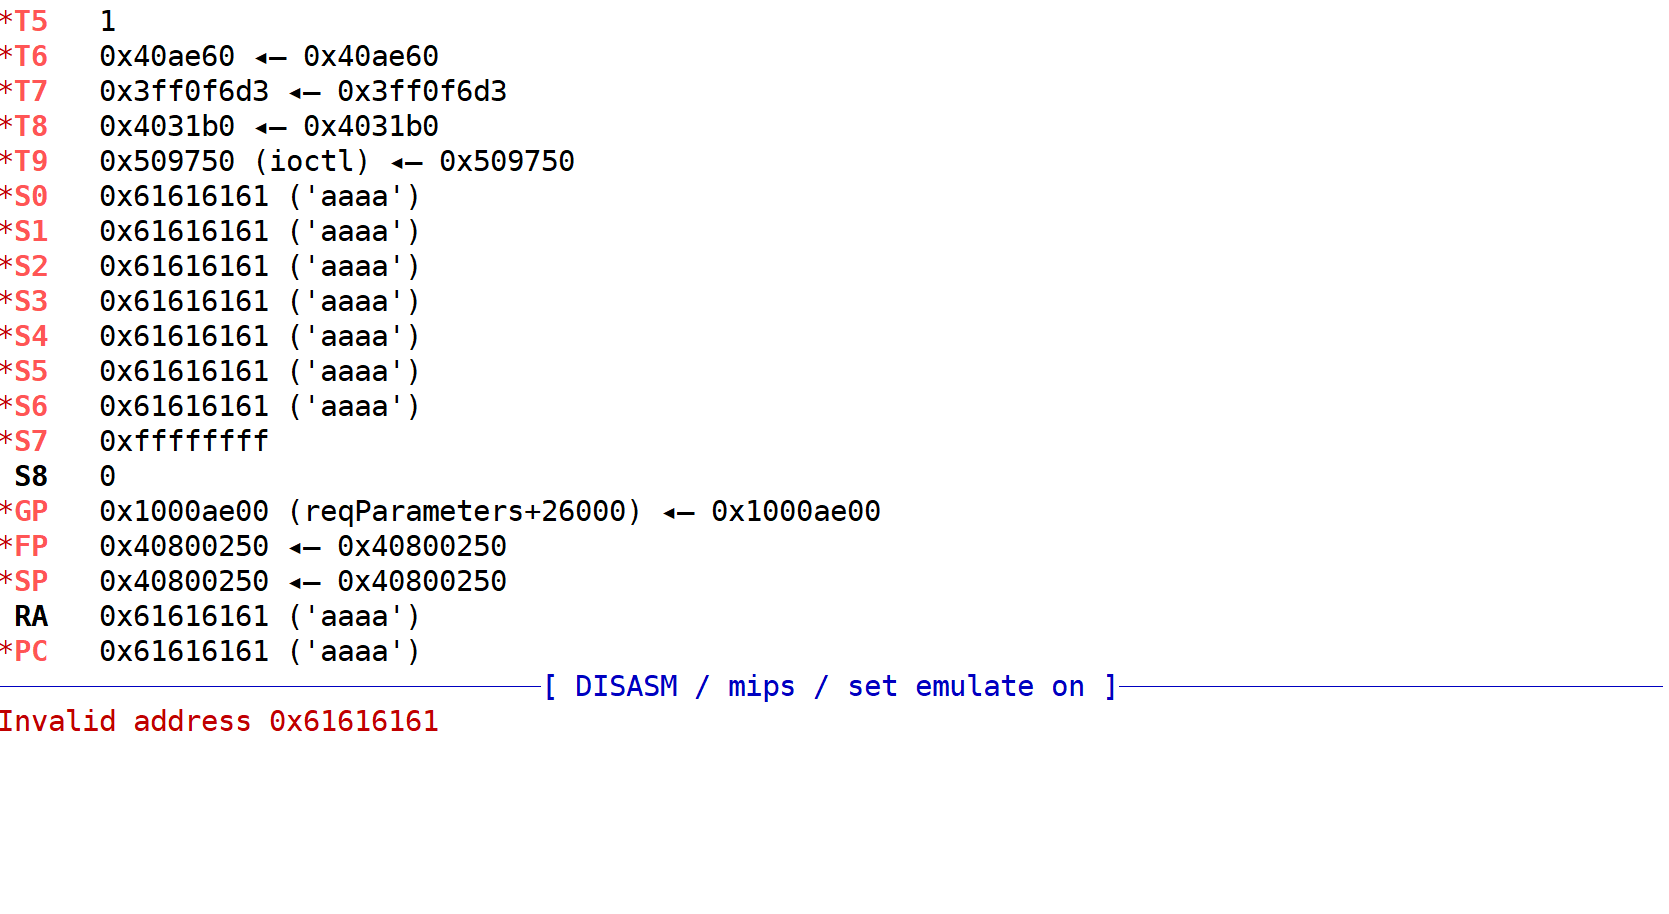 *T5   1
*T6   0x40ae60 ◂— 0x40ae60
*T7   0x3ff0f6d3 ◂— 0x3ff0f6d3
*T8   0x4031b0 ◂— 0x4031b0
*T9   0x509750 (ioctl) ◂— 0x509750
*S0   0x61616161 ('aaaa')
*S1   0x61616161 ('aaaa')
*S2   0x61616161 ('aaaa')
*S3   0x61616161 ('aaaa')
*S4   0x61616161 ('aaaa')
*S5   0x61616161 ('aaaa')
*S6   0x61616161 ('aaaa')
*S7   0xffffffff
 S8   0
*GP   0x1000ae00 (reqParameters+26000) ◂— 0x1000ae00
*FP   0x40800250 ◂— 0x40800250
*SP   0x40800250 ◂— 0x40800250
 RA   0x61616161 ('aaaa')
*PC   0x61616161 ('aaaa')
[ DISASM / mips / set emulate on ]
Invalid address 0x61616161